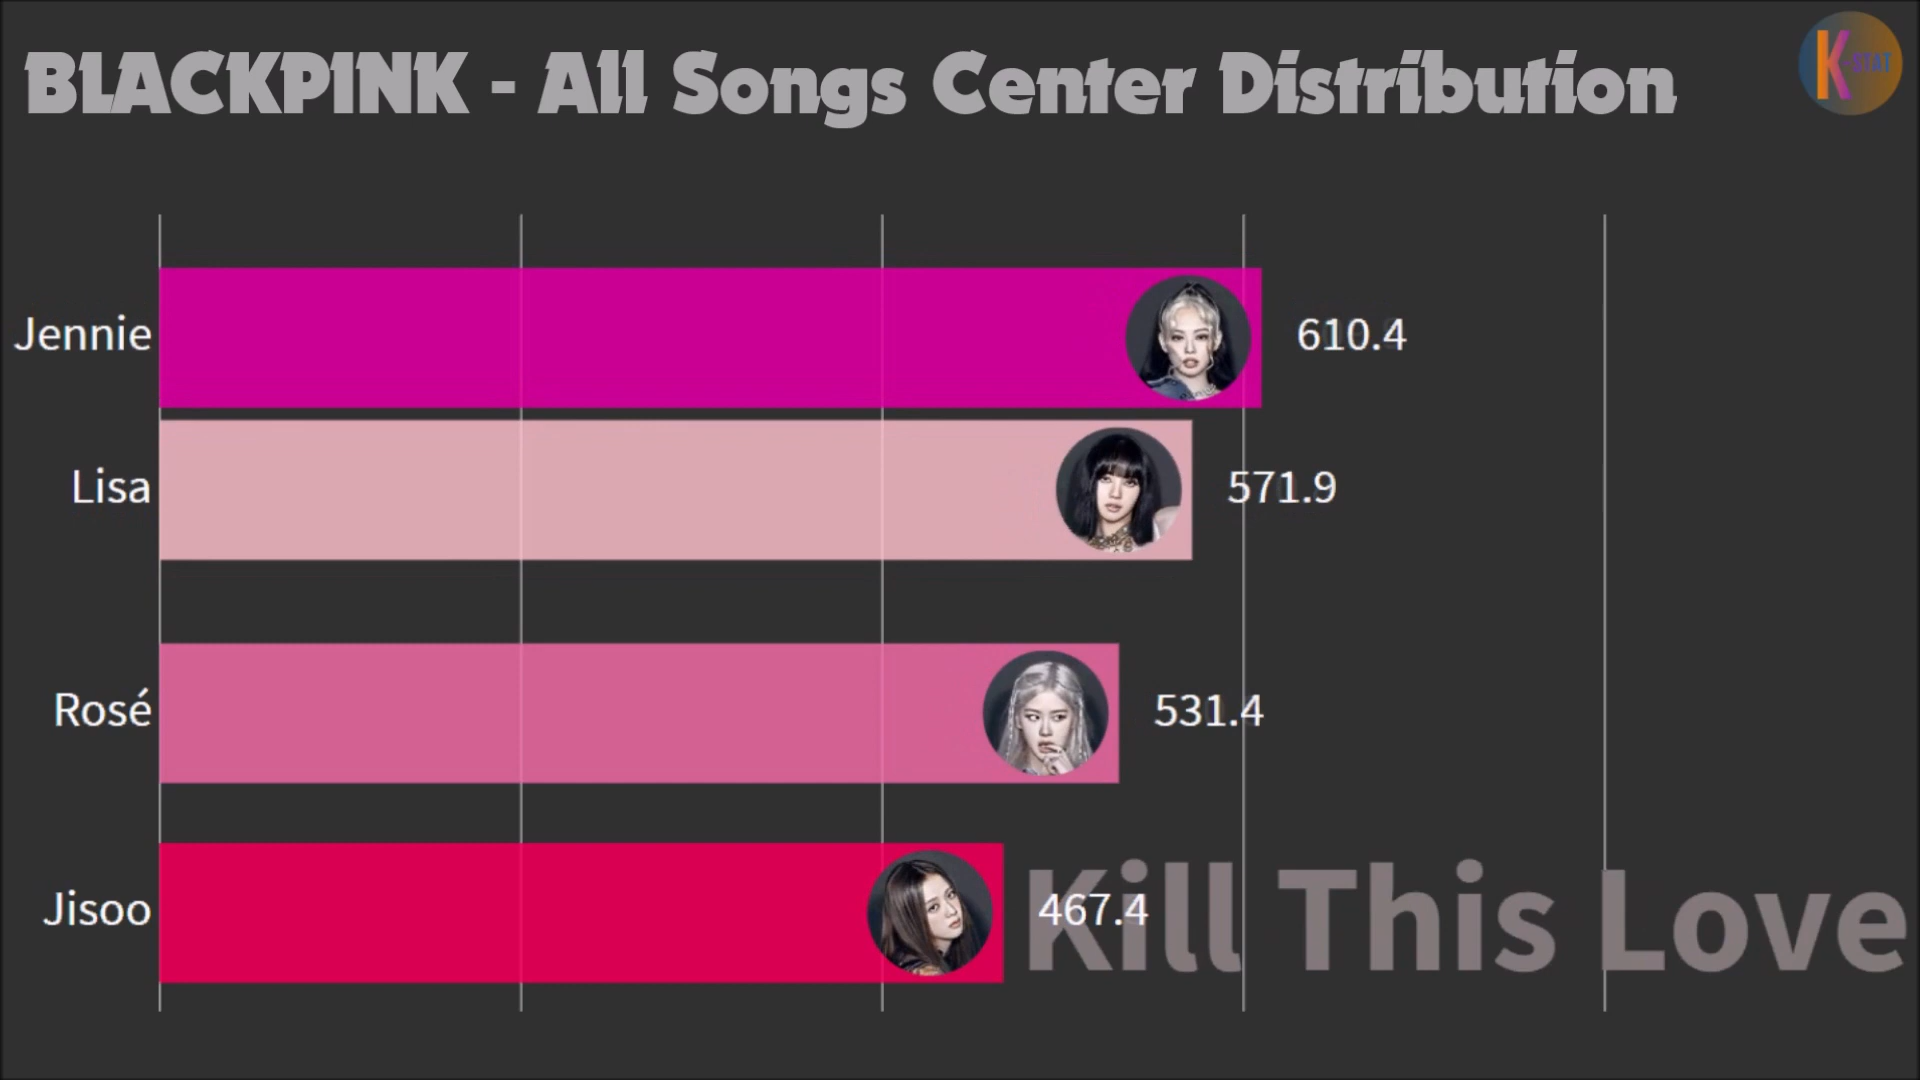 BLACKPINK - All Songs Center Distribution
K-STAT
Jennie 610.4
Lisa 571.9
Rosé 531.4
Jisoo 467.4
Kill This Love